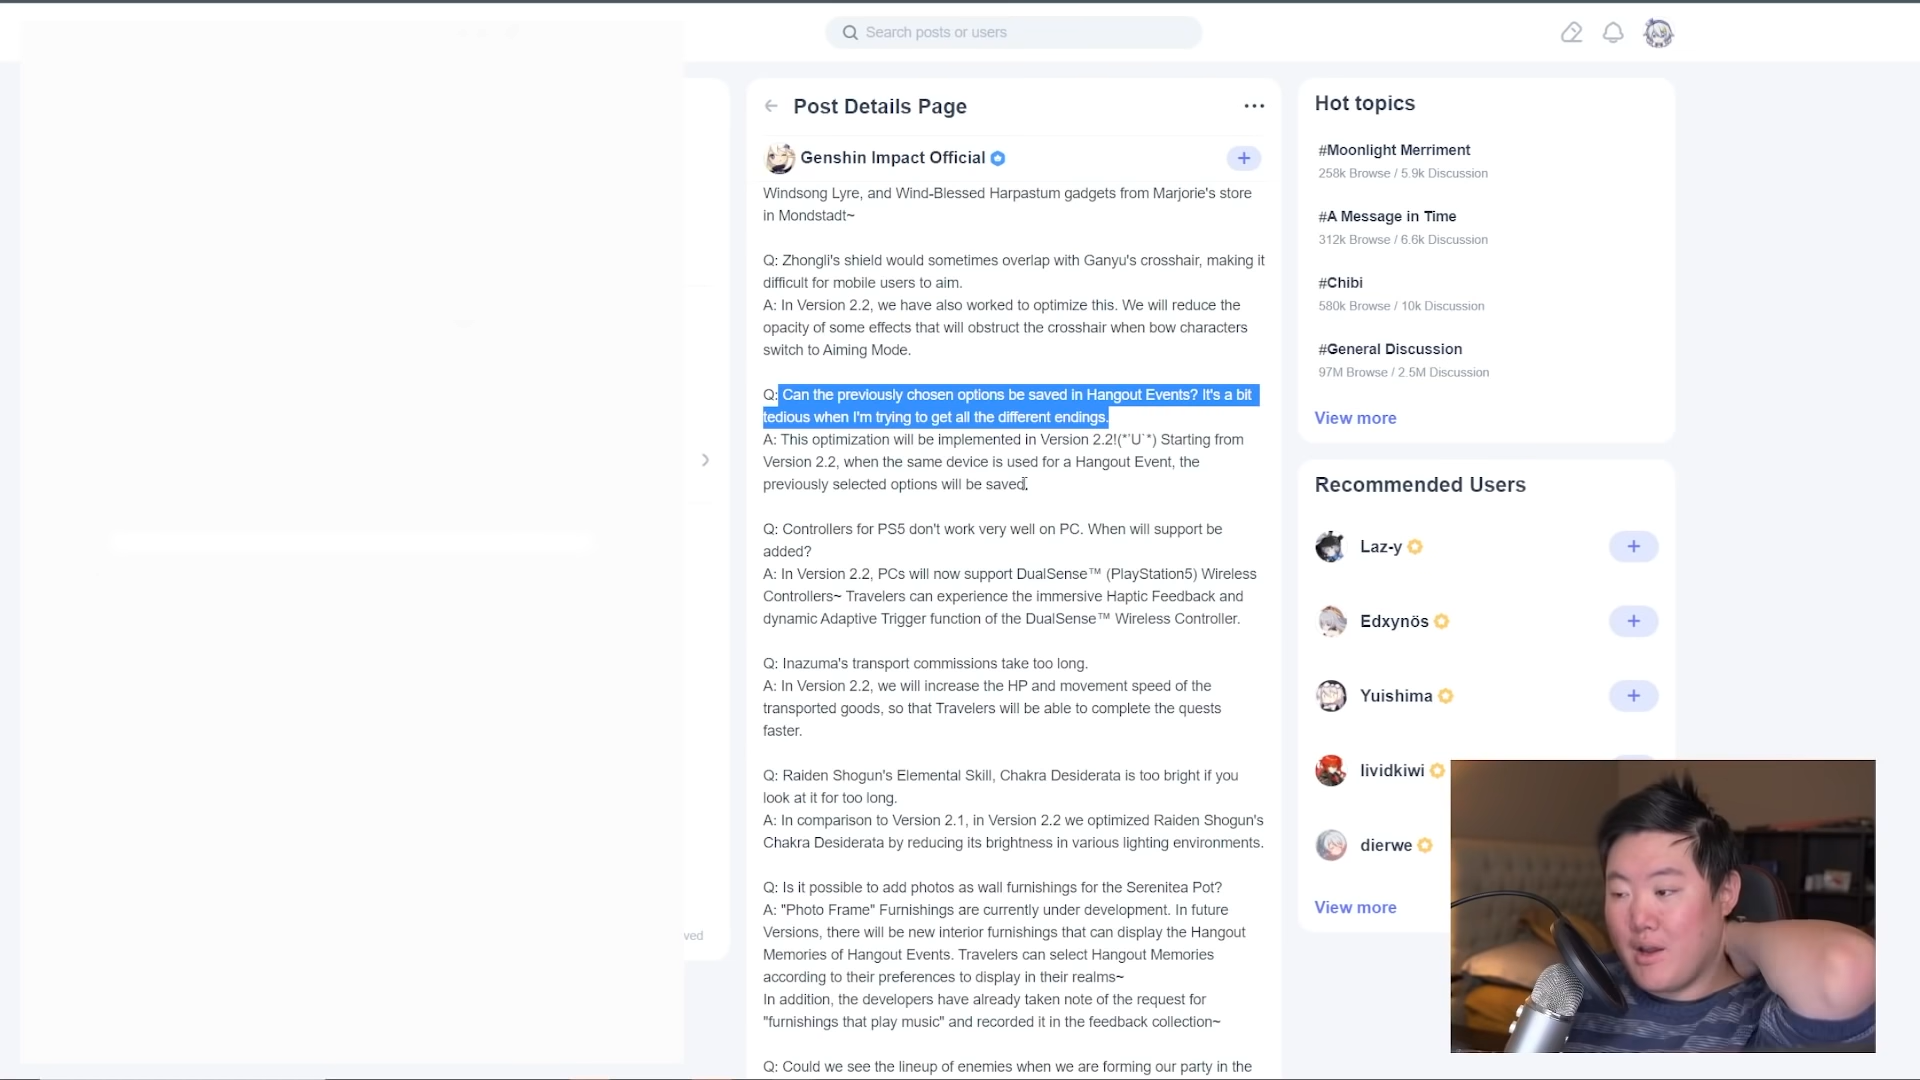 Search posts or users
Post Details Page
Genshin Impact Official
Windsong Lyre, and Wind-Blessed Harpastum gadgets from Marjorie's store
in Mondstadt~
Q: Zhongli's shield would sometimes overlap with Ganyu's crosshair, making it
difficult for mobile users to aim.
A: In Version 2.2, we have also worked to optimize this. We will reduce the
opacity of some effects that will obstruct the crosshair when bow characters
switch to Aiming Mode.
Q: Can the previously chosen options be saved in Hangout Events? It's a bit
tedious when I'm trying to get all the different endings.
A: This optimization will be implemented in Version 2.2!(*ˊUˋ*) Starting from
Version 2.2, when the same device is used for a Hangout Event, the
previously selected options will be saved.
Q: Controllers for PS5 don't work very well on PC. When will support be
added?
A: In Version 2.2, PCs will now support DualSense™ (PlayStation5) Wireless
Controllers~ Travelers can experience the immersive Haptic Feedback and
dynamic Adaptive Trigger function of the DualSense™ Wireless Controller.
Q: Inazuma's transport commissions take too long.
A: In Version 2.2, we will increase the HP and movement speed of the
transported goods, so that Travelers will be able to complete the quests
faster.
Q: Raiden Shogun's Elemental Skill, Chakra Desiderata is too bright if you
look at it for too long.
A: In comparison to Version 2.1, in Version 2.2 we optimized Raiden Shogun's
Chakra Desiderata by reducing its brightness in various lighting environments.
Q: Is it possible to add photos as wall furnishings for the Serenitea Pot?
A: "Photo Frame" Furnishings are currently under development. In future
Versions, there will be new interior furnishings that can display the Hangout
Memories of Hangout Events. Travelers can select Hangout Memories
according to their preferences to display in their realms~
In addition, the developers have already taken note of the request for
"furnishings that play music" and recorded it in the feedback collection~
Q: Could we see the lineup of enemies when we are forming our party in the
ved
Hot topics
#Moonlight Merriment
258k Browse / 5.9k Discussion
#A Message in Time
312k Browse / 6.6k Discussion
#Chibi
580k Browse / 10k Discussion
#General Discussion
97M Browse / 2.5M Discussion
View more
Recommended Users
Laz-y
Edxynös
Yuishima
lividkiwi
dierwe
View more